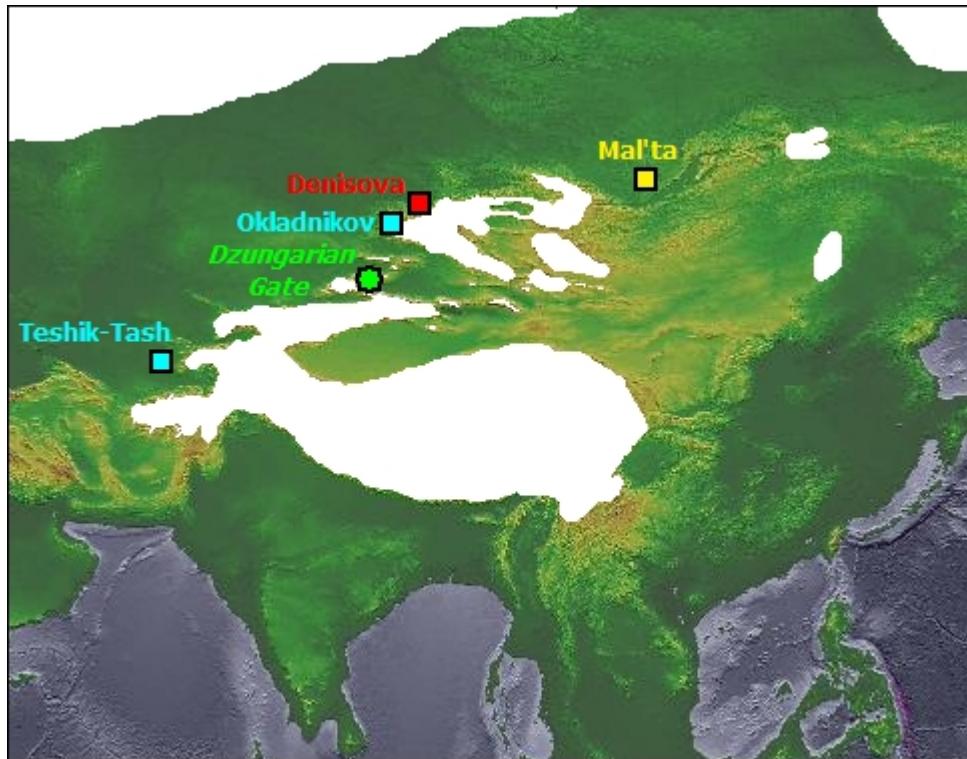 Mal'ta
Denisova
Okladnikov
Dzungarian
Gate
Teshik-Tash